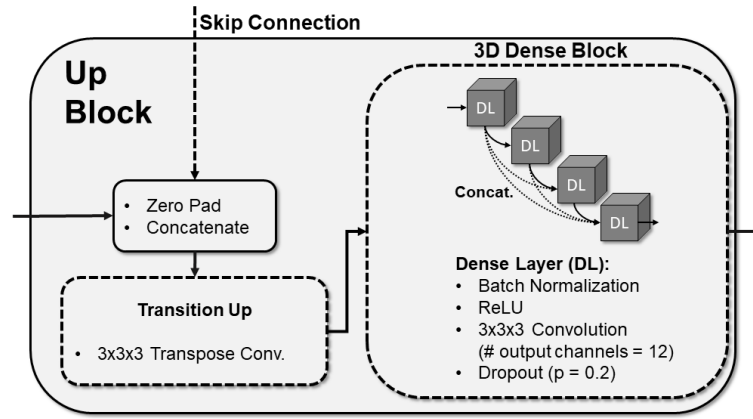 Skip Connection
Up
Block
3D Dense Block
DL
DL
DL
DL
Concat.
• Zero Pad
• Concatenate
Transition Up
• 3x3x3 Transpose Conv.
Dense Layer (DL):
• Batch Normalization
• ReLU
• 3x3x3 Convolution
(# output channels = 12)
• Dropout (p = 0.2)